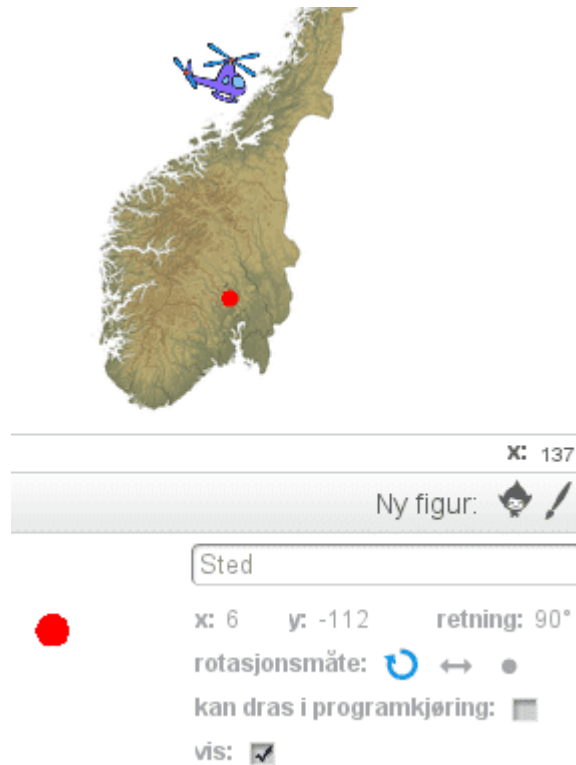 x: 137
Ny figur:
Sted
x: 6 y: -112 retning: 90°
rotasjonsmåte:
kan dras i programkjøring:
vis: